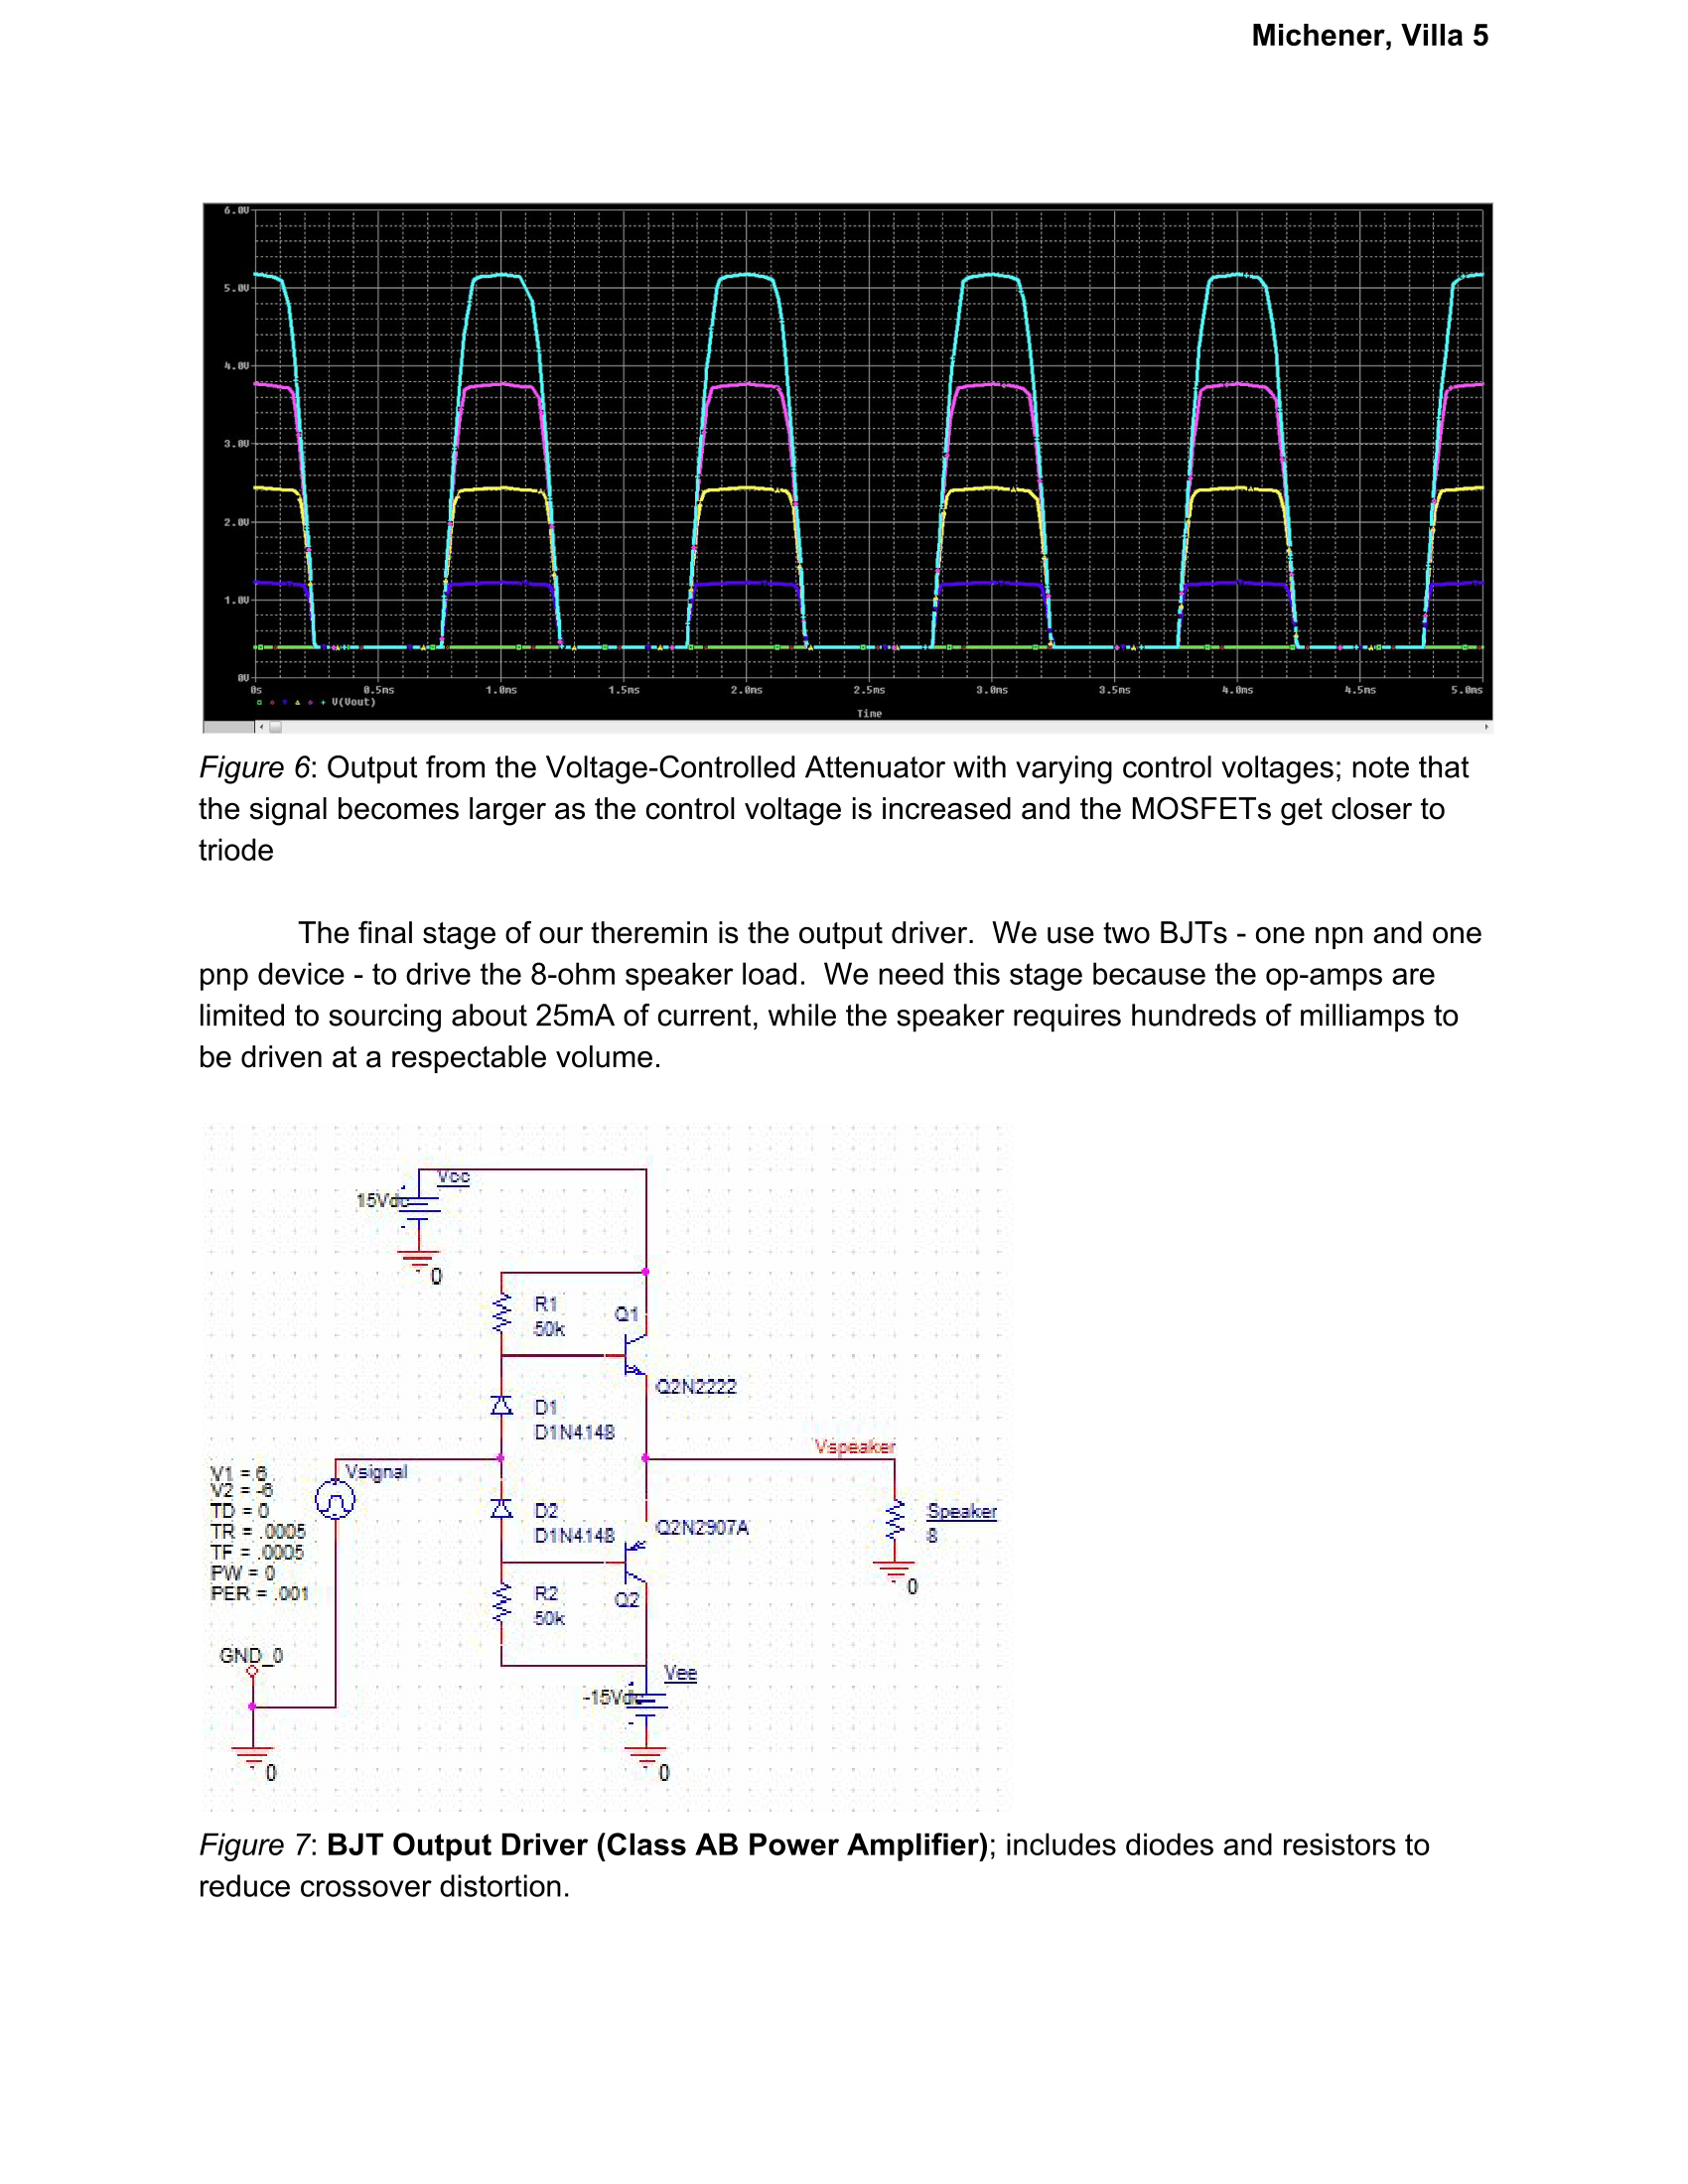 Michener, Villa 5
6.0V
5.0V
4.0V
3.0V
2.0V
1.0V
0V
0s 0.5ms 1.0ms 1.5ms 2.0ms 2.5ms 3.0ms 3.5ms 4.0ms 4.5ms 5.0ms
V(Vout)
Time
Figure 6: Output from the Voltage-Controlled Attenuator with varying control voltages; note that
the signal becomes larger as the control voltage is increased and the MOSFETs get closer to
triode
The final stage of our theremin is the output driver. We use two BJTs - one npn and one
pnp device - to drive the 8-ohm speaker load. We need this stage because the op-amps are
limited to sourcing about 25mA of current, while the speaker requires hundreds of milliamps to
be driven at a respectable volume.
Vcc
15Vdc
0
R1
50k
Q1
Q2N2222
D1
D1N4148
Vspeaker
Vsignal
V1 = 6
V2 = -6
TD = 0
TR = .0005
TF = .0005
PW = 0
PER = .001
D2
D1N4148
Q2N2907A
Speaker
8
0
R2
50k
Q2
GND_0
Vee
-15Vdc
0
0
Figure 7: BJT Output Driver (Class AB Power Amplifier); includes diodes and resistors to
reduce crossover distortion.